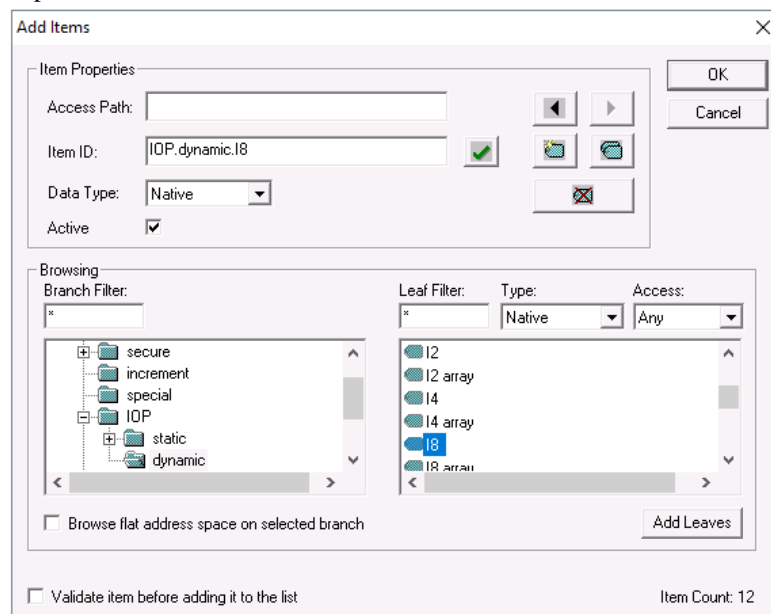 Add Items
Item Properties
OK
Access Path:
Cancel
Item ID: IOP.dynamic.I8
Data Type: Native
Active
Browsing
Branch Filter: Leaf Filter: Type: Access:
* * Native Any
secure I2
increment I2 array
special I4
IOP I4 array
static I8
dynamic I8 array
Browse flat address space on selected branch Add Leaves
Validate item before adding it to the list Item Count: 12